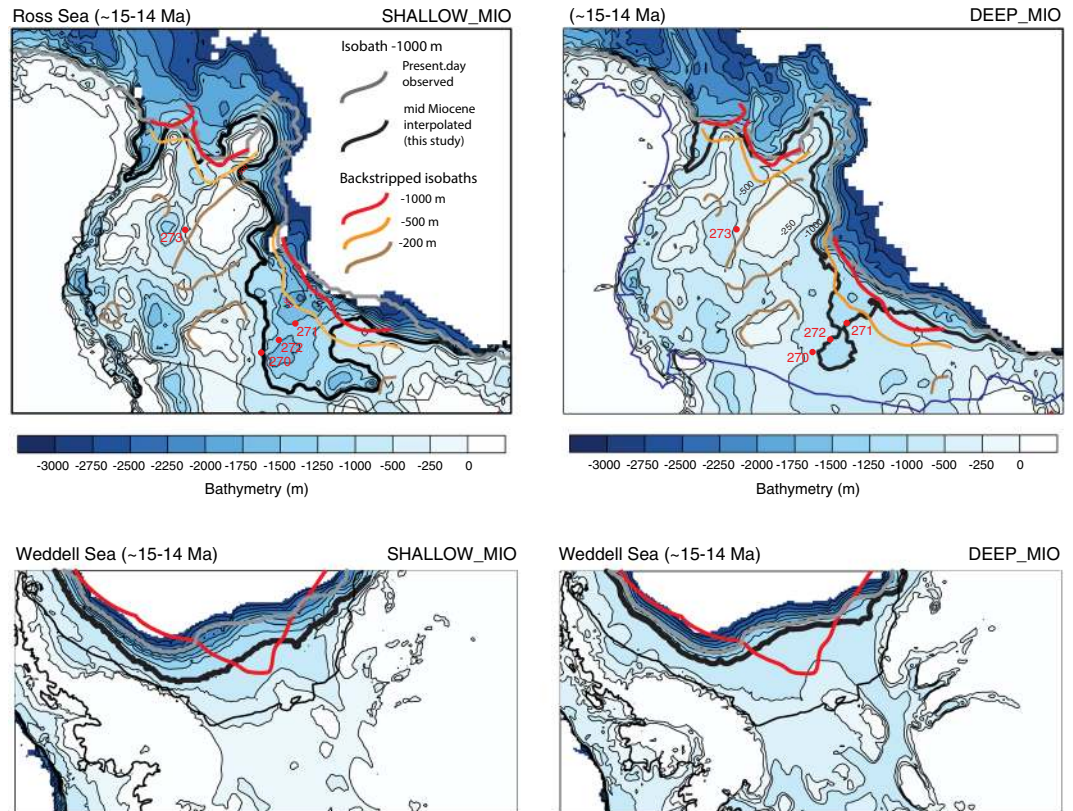 Ross Sea (~15-14 Ma) SHALLOW_MIO
Isobath -1000 m
Present.day
observed
mid Miocene
interpolated
(this study)
Backstripped isobaths
-1000 m
-500 m
-200 m
273
271
272
270
-3000 -2750 -2500 -2250 -2000 -1750 -1500 -1250 -1000 -500 -250 0
Bathymetry (m)
(~15-14 Ma) DEEP_MIO
-500
-250
-1000
273
272
271
270
-3000 -2750 -2500 -2250 -2000 -1750 -1500 -1250 -1000 -500 -250 0
Bathymetry (m)
Weddell Sea (~15-14 Ma) SHALLOW_MIO
Weddell Sea (~15-14 Ma) DEEP_MIO